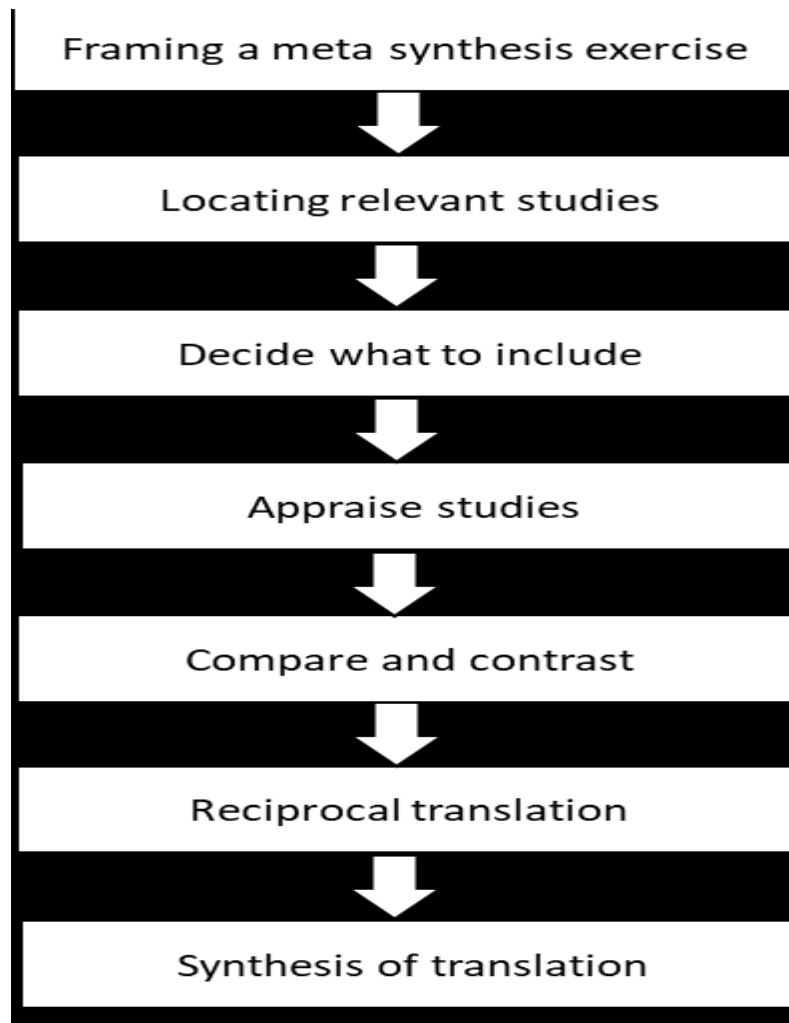 Framing a meta synthesis exercise
Locating relevant studies
Decide what to include
Appraise studies
Compare and contrast
Reciprocal translation
Synthesis of translation